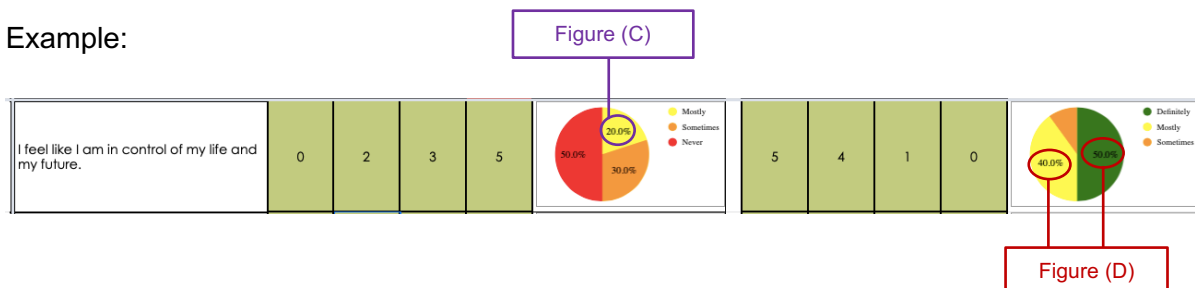 Figure (C)
Example:
I feel like I am in control of my life and
my future.
0
2
3
5
Mostly
Sometimes
Never
20.0%
50.0%
30.0%
5
4
1
0
Definitely
Mostly
Sometimes
40.0%
50.0%
Figure (D)